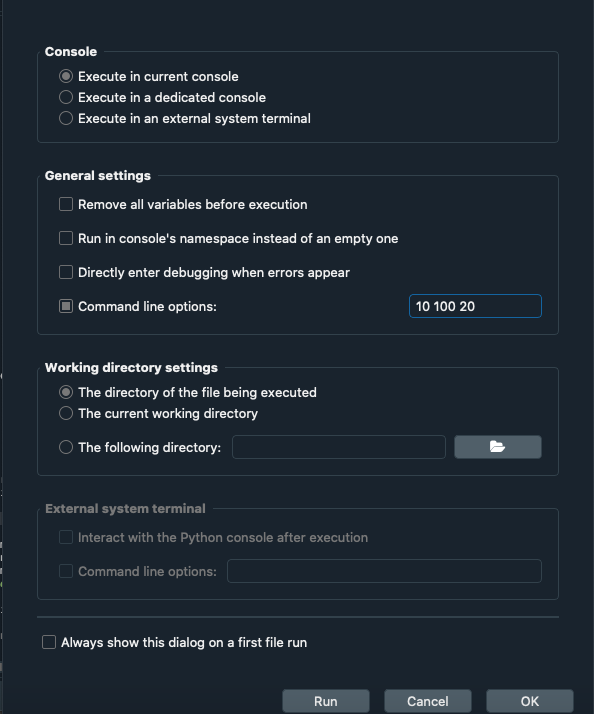 Console
Execute in current console
Execute in a dedicated console
Execute in an external system terminal
General settings
Remove all variables before execution
Run in console's namespace instead of an empty one
Directly enter debugging when errors appear
Command line options: 10 100 20
Working directory settings
The directory of the file being executed
The current working directory
The following directory:
External system terminal
Interact with the Python console after execution
Command line options:
Always show this dialog on a first file run
Run Cancel OK